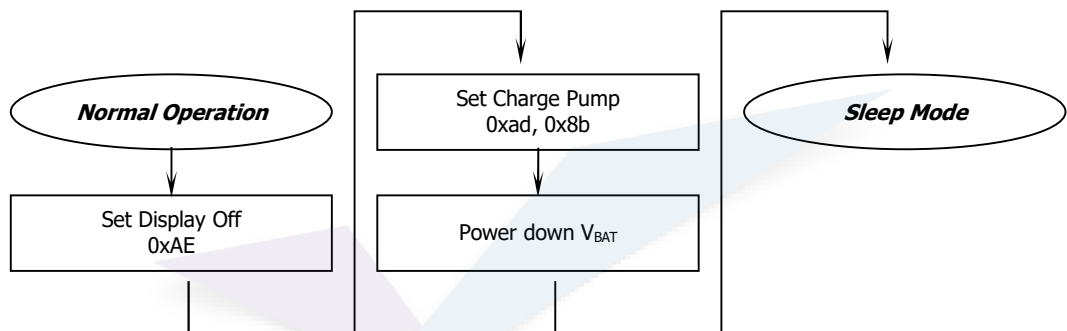 Normal Operation
Set Display Off
0xAE
Set Charge Pump
0xad, 0x8b
Power down VBAT
Sleep Mode